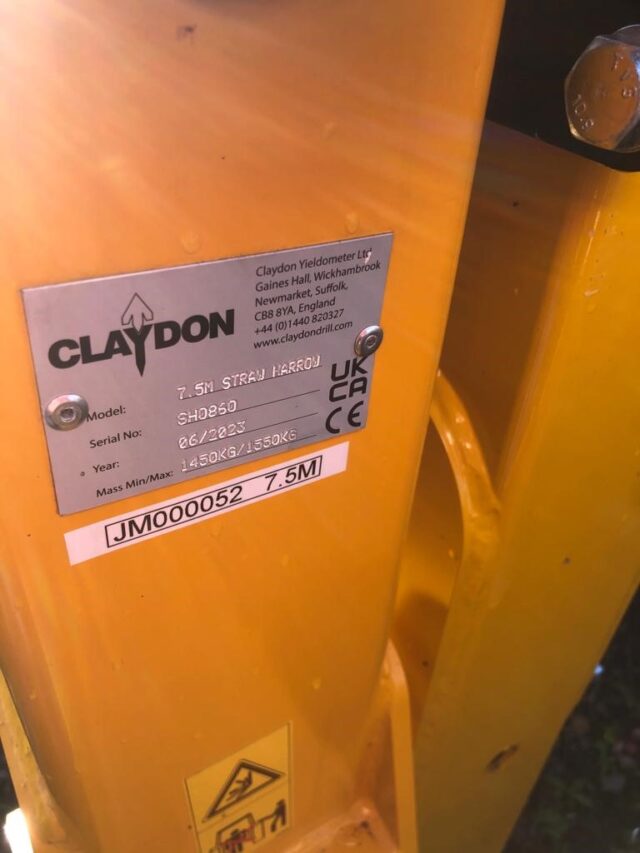 CLAYDON
Claydon Yieldometer Ltd
Gaines Hall, Wickhambrook
Newmarket, Suffolk,
CB8 8YA, England
+44 (0)1440 820327
www.claydondrill.com
Model: 7.5M STRAW HARROW
Serial No: SH0860
Year: 06/2023
Mass Min/Max: 1450KG/1550KG
UK
CA
CE
JM000052 7.5M